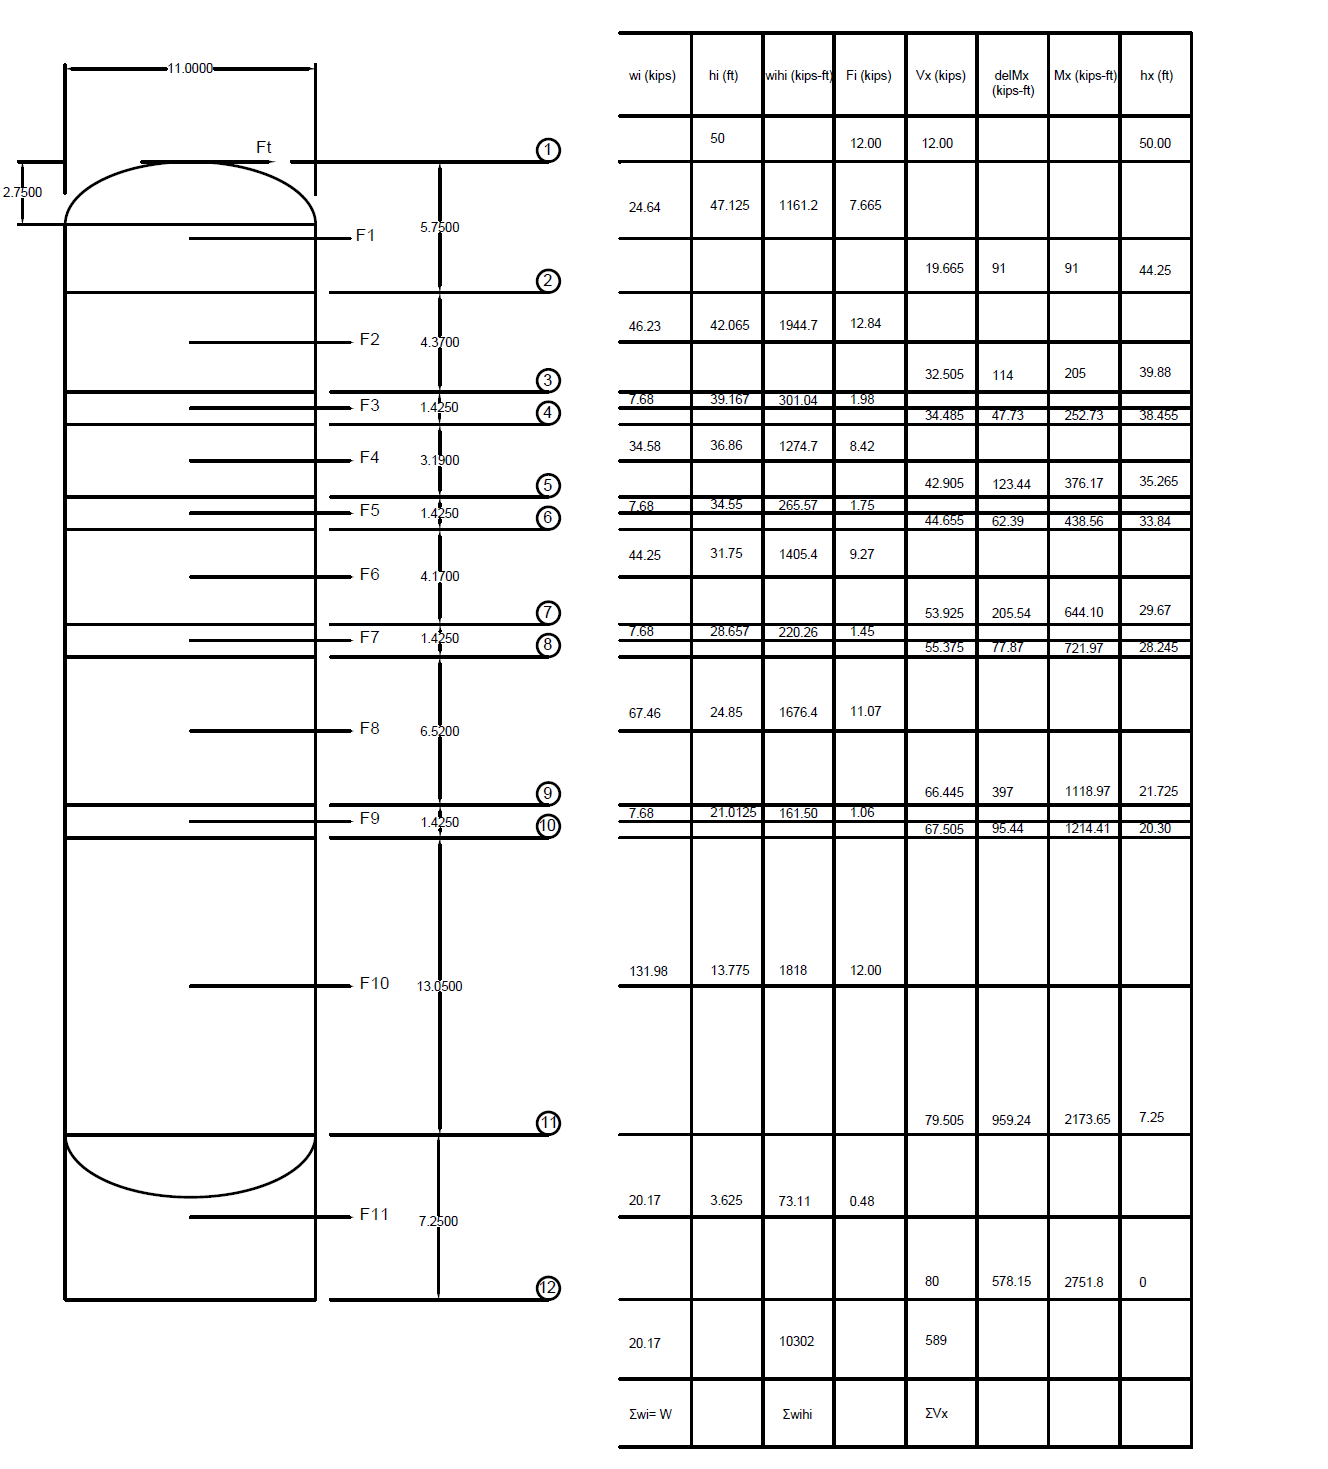 11.0000
Ft
2.7500
1
5.7500
F1
2
F2
4.3700
3
F3
1.4250
4
F4
3.1900
5
F5
1.4250
6
F6
4.1700
7
F7
1.4250
8
F8
6.5200
9
F9
1.4250
10
F10
13.0500
11
F11
7.2500
12
wi (kips) hi (ft) wihi (kips-ft) Fi (kips) Vx (kips) delMx Mx (kips-ft) hx (ft)
(kips-ft)
50 12.00 12.00 50.00
24.64 47.125 1161.2 7.665
19.665 91 91 44.25
46.23 42.065 1944.7 12.84
32.505 114 205 39.88
7.68 39.167 301.04 1.98
34.485 47.73 252.73 38.455
34.58 36.86 1274.7 8.42
42.905 123.44 376.17 35.265
7.68 34.55 265.57 1.75
44.655 62.39 438.56 33.84
44.25 31.75 1405.4 9.27
53.925 205.54 644.10 29.67
7.68 28.657 220.26 1.45
55.375 77.87 721.97 28.245
67.46 24.85 1676.4 11.07
66.445 397 1118.97 21.725
7.68 21.0125 161.50 1.06
67.505 95.44 1214.41 20.30
131.98 13.775 1818 12.00
79.505 959.24 2173.65 7.25
20.17 3.625 73.11 0.48
80 578.15 2751.8 0
20.17 10302 589
Σwi= W Σwihi ΣVx